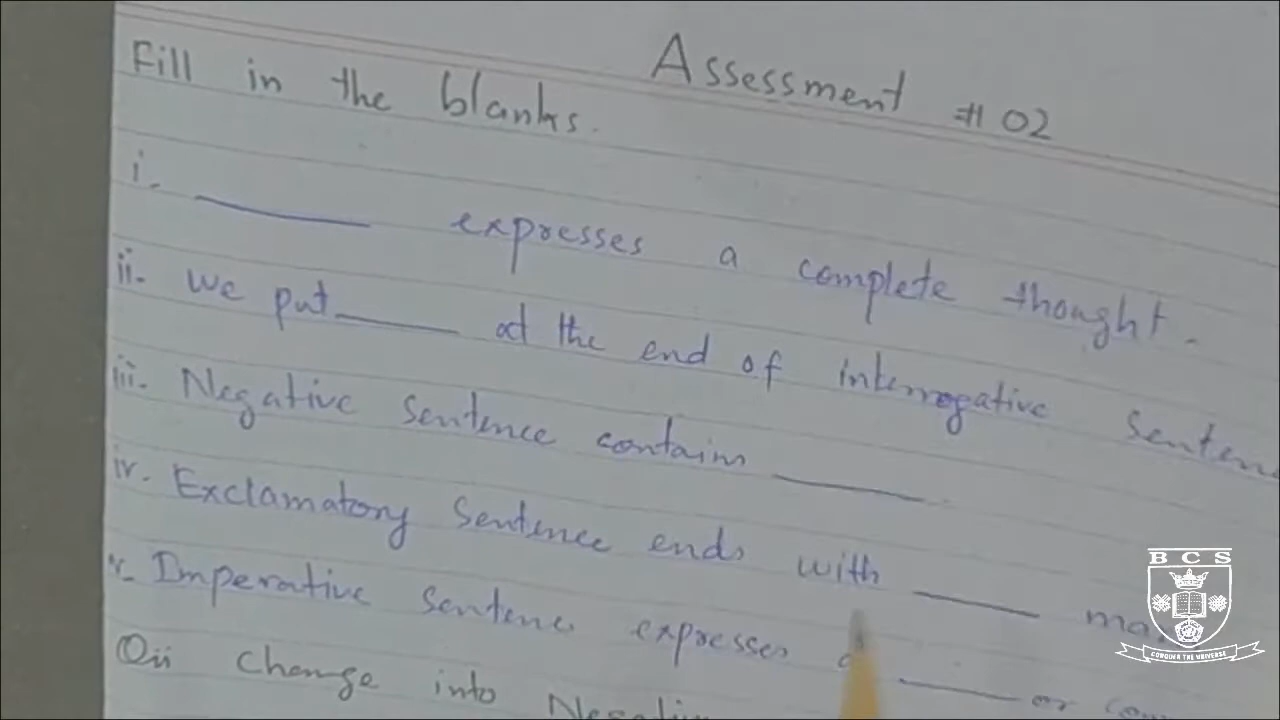 Assessment # 02
Fill in the blanks.
i. ______ expresses a complete thought.
ii. We put ______ at the end of interrogative
iii. Negative sentence contains ______
iv. Exclamatory sentence ends with ______
v. Imperative sentence expresses a ______ or
Qii Change into
BCS
CONQUER THE UNIVERSE